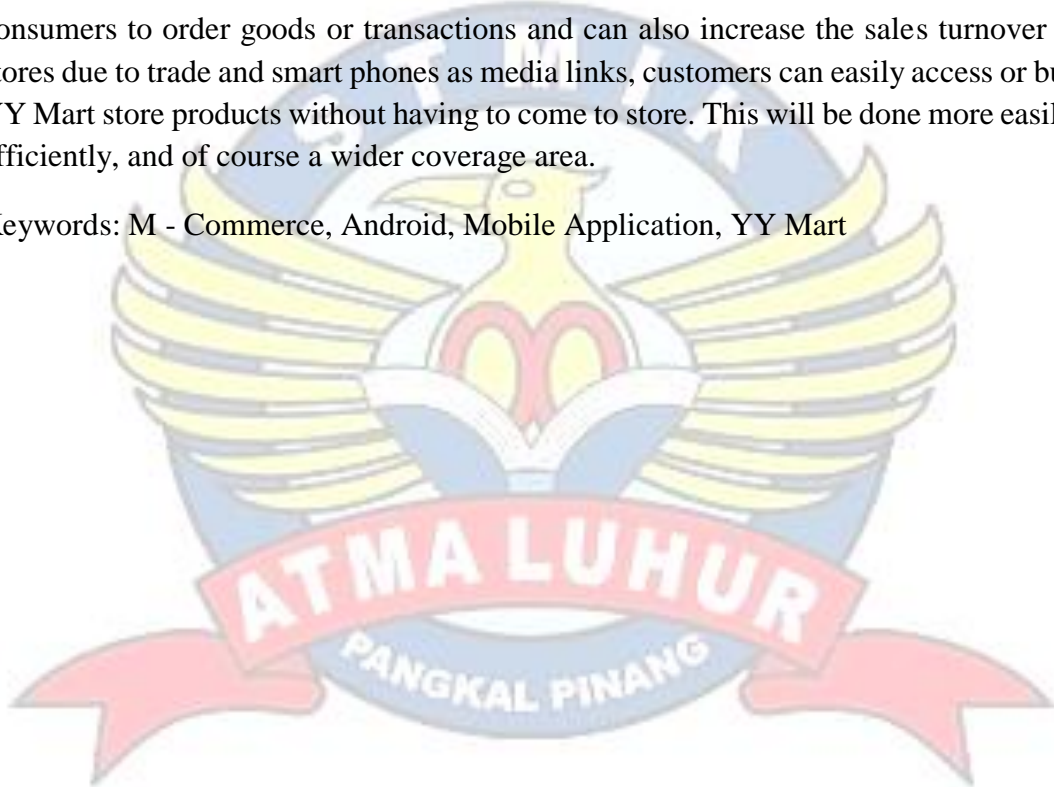 onsumers to order goods or transactions and can also increase the sales turnover
tores due to trade and smart phones as media links, customers can easily access or bu
YY Mart store products without having to come to store. This will be done more easil
fficiently, and of course a wider coverage area.
Keywords: M - Commerce, Android, Mobile Application, YY Mart
STMIK
ATMA LUHUR
PANGKAL PINANG